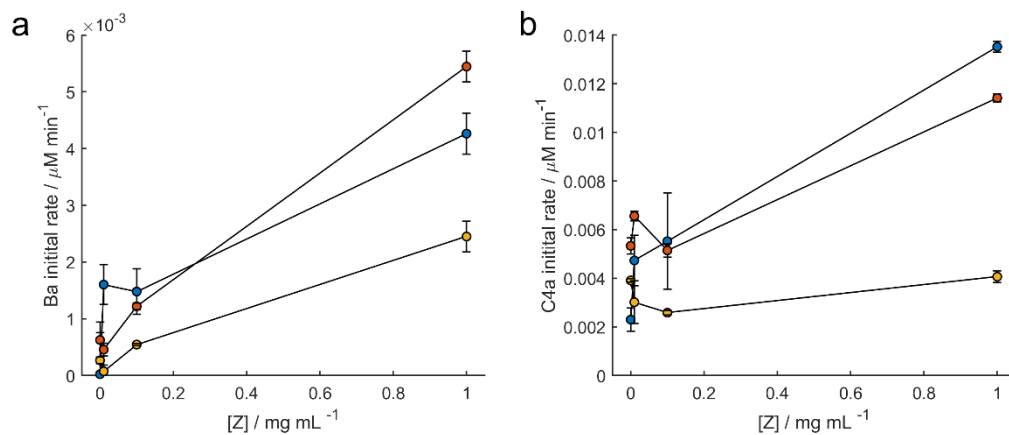 a
×10⁻³
6
5
4
3
2
1
0
Ba initital rate / μM min⁻¹
0 0.2 0.4 0.6 0.8 1
[Z] / mg mL ⁻¹
b
0.014
0.012
0.01
0.008
0.006
0.004
0.002
0
C4a initital rate / μM min⁻¹
0 0.2 0.4 0.6 0.8 1
[Z] / mg mL ⁻¹